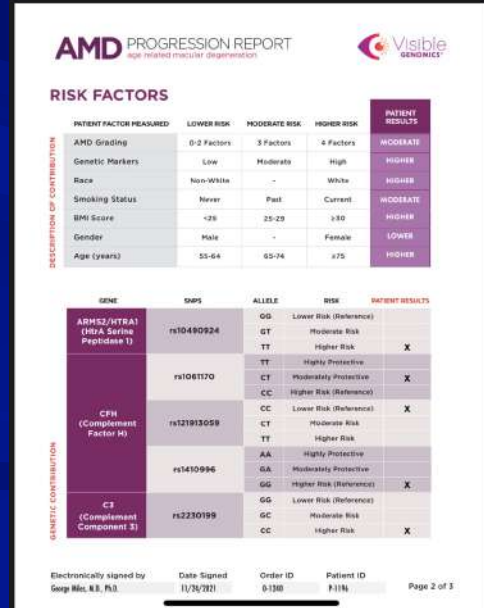 AMD PROGRESSION REPORT
age related macular degeneration
Visible
GENOMICS
RISK FACTORS
PATIENT FACTOR MEASURED LOWER RISK MODERATE RISK HIGHER RISK PATIENT RESULTS
AMD Grading 0-2 Factors 3 Factors 4 Factors MODERATE
Genetic Markers Low Moderate High HIGHER
Race Non-White - White HIGHER
Smoking Status Never Past Current MODERATE
BMI Score <25 25-29 ≥30 HIGHER
Gender Male - Female LOWER
Age (years) 55-64 65-74 ≥75 HIGHER
DESCRIPTION OF CONTRIBUTION
GENE SNPS ALLELE RISK PATIENT RESULTS
ARMS2/HTRA1 (HtrA Serine Peptidase 1) rs10490924 GG Lower Risk (Reference)
GT Moderate Risk
TT Higher Risk X
CFH (Complement Factor H) rs1061170 TT Highly Protective
CT Moderately Protective X
CC Higher Risk (Reference)
rs121913059 CC Lower Risk (Reference) X
CT Moderate Risk
TT Higher Risk
rs1410996 AA Highly Protective
GA Moderately Protective
GG Higher Risk (Reference) X
C3 (Complement Component 3) rs2230199 GG Lower Risk (Reference)
GC Moderate Risk
CC Higher Risk X
GENETIC CONTRIBUTION
Electronically signed by Date Signed Order ID Patient ID
George Miles, M.D., Ph.D. 11/24/2021 O-1340 P-1196 Page 2 of 3